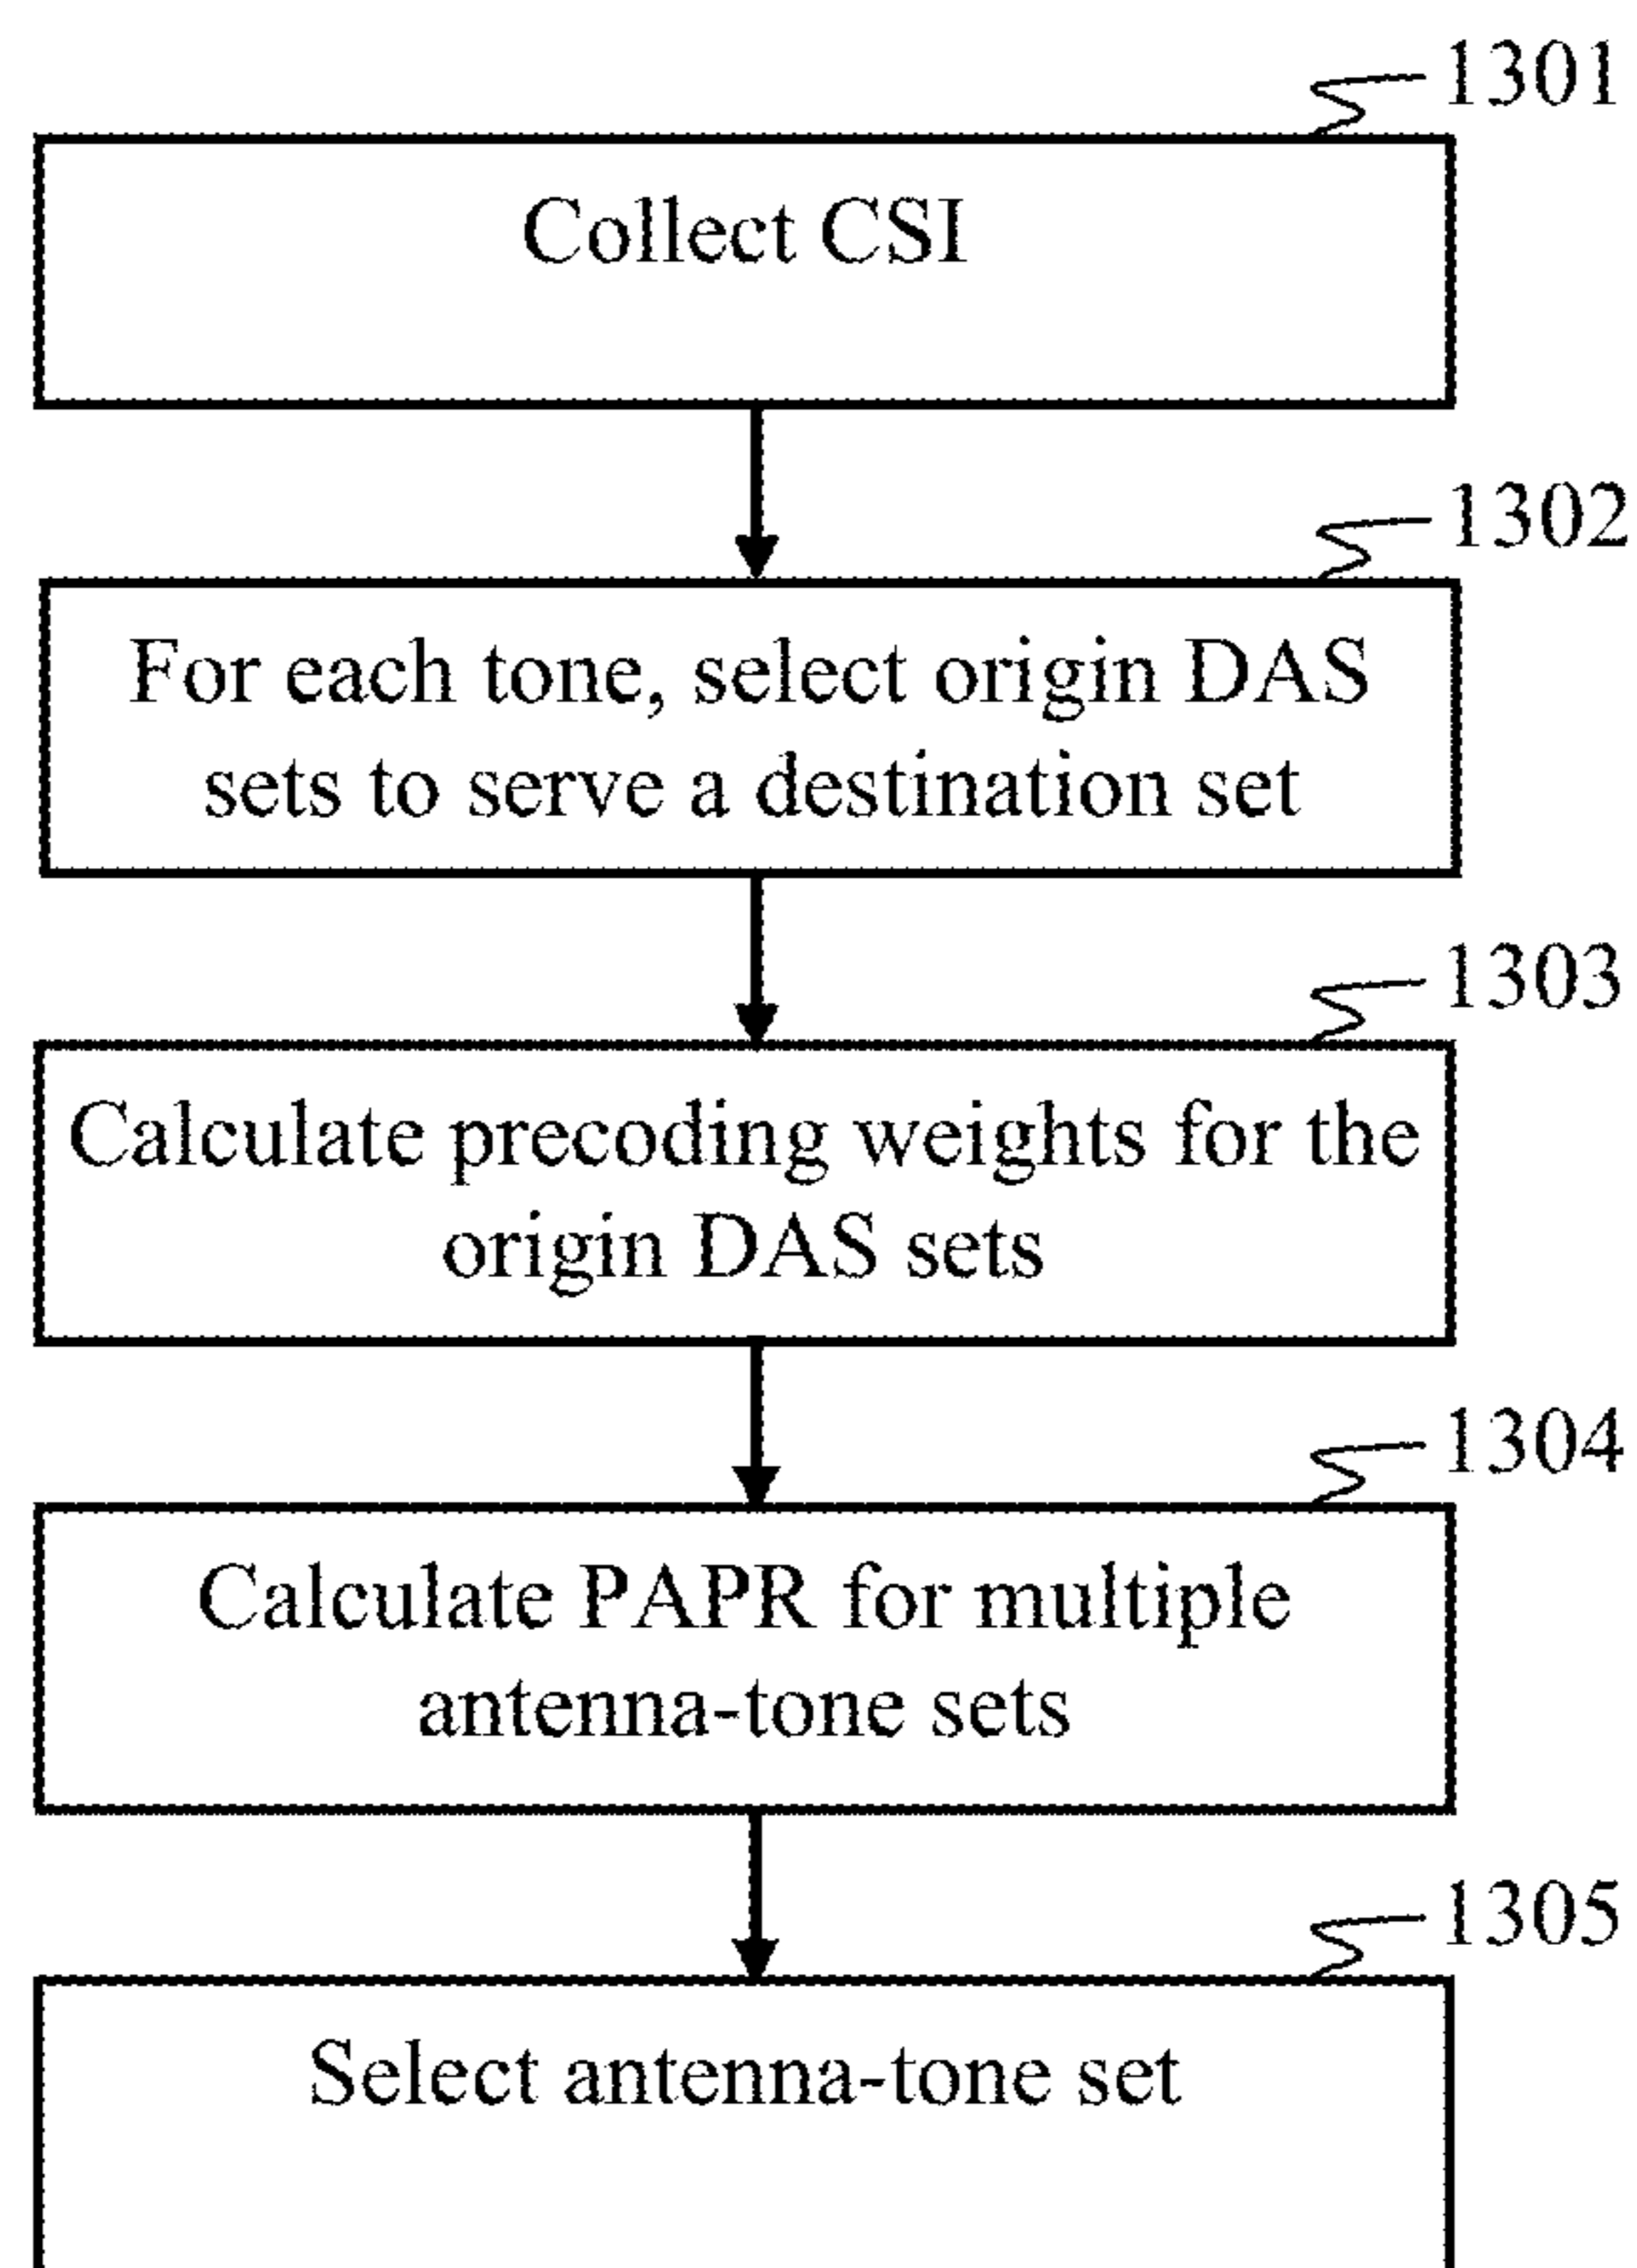 1301
Collect CSI
1302
For each tone, select origin DAS
sets to serve a destination set
1303
Calculate precoding weights for the
origin DAS sets
1304
Calculate PAPR for multiple
antenna-tone sets
1305
Select antenna-tone set